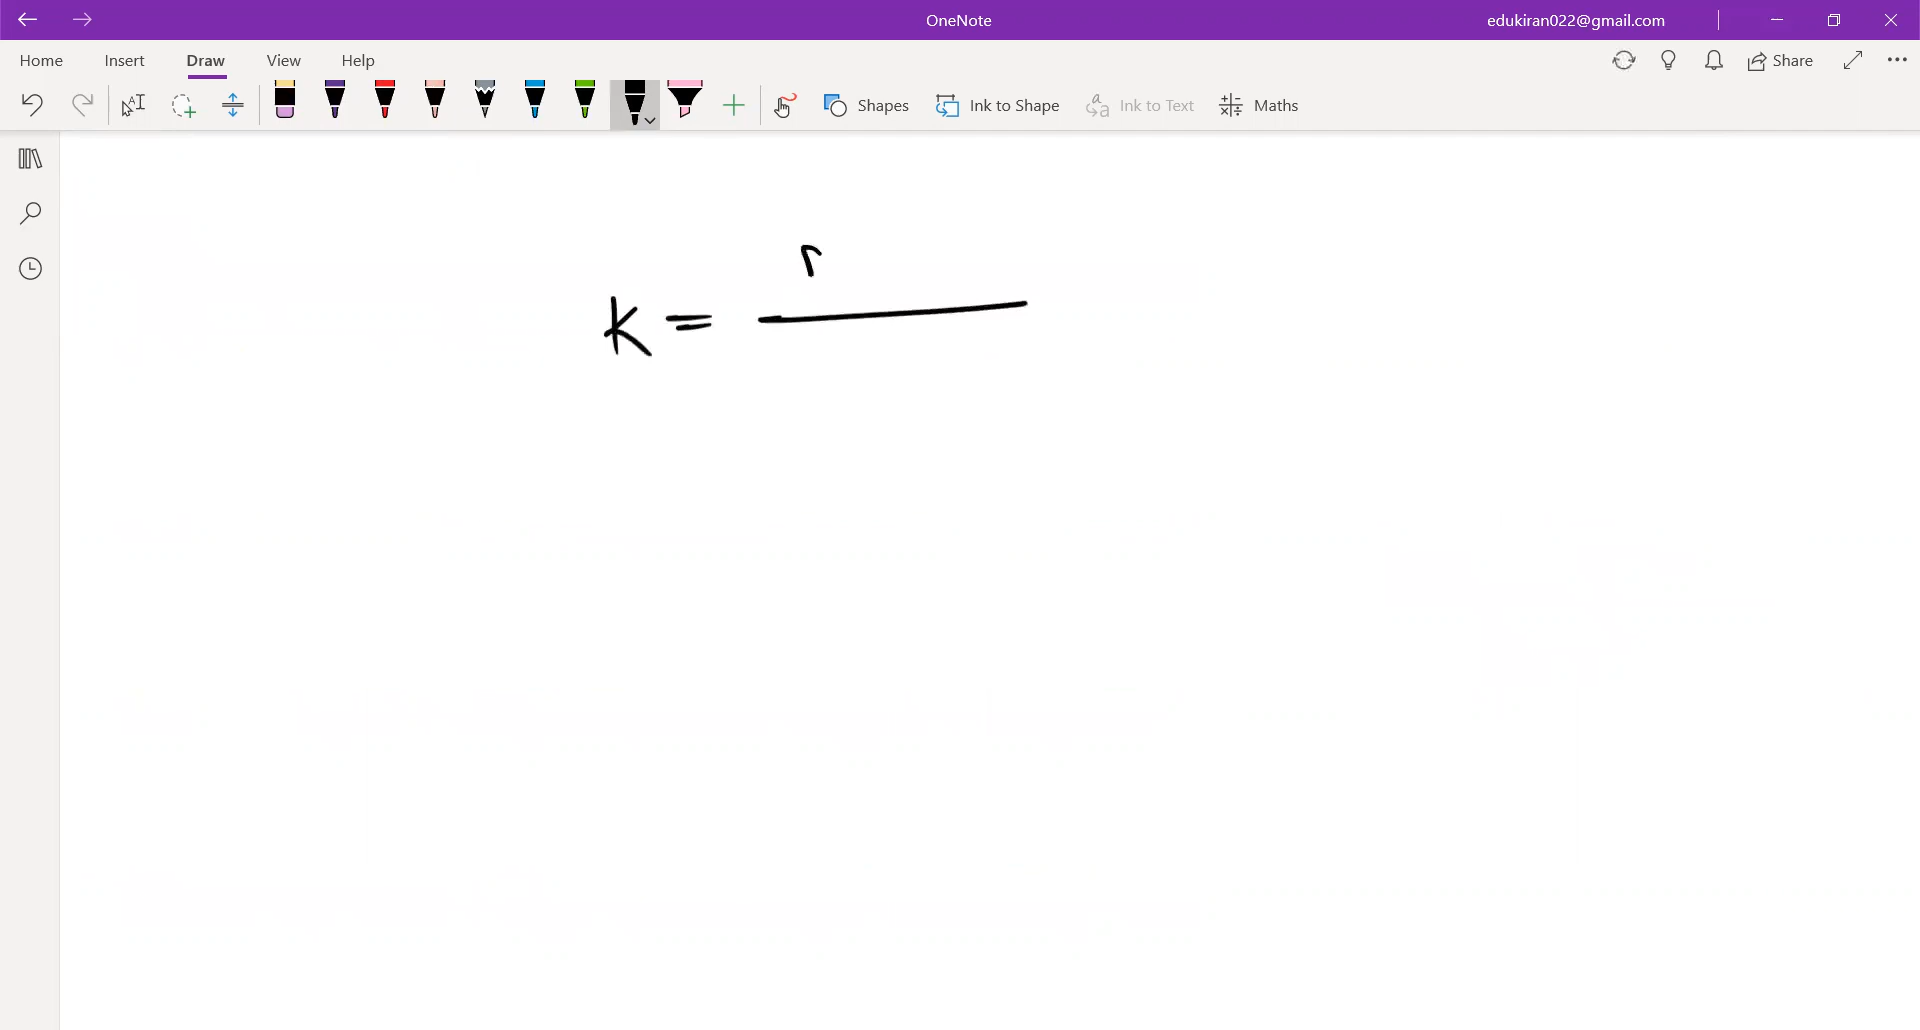 OneNote
edukiran022@gmail.com
Home Insert Draw View Help
Share
Shapes Ink to Shape Ink to Text Maths
r
K =